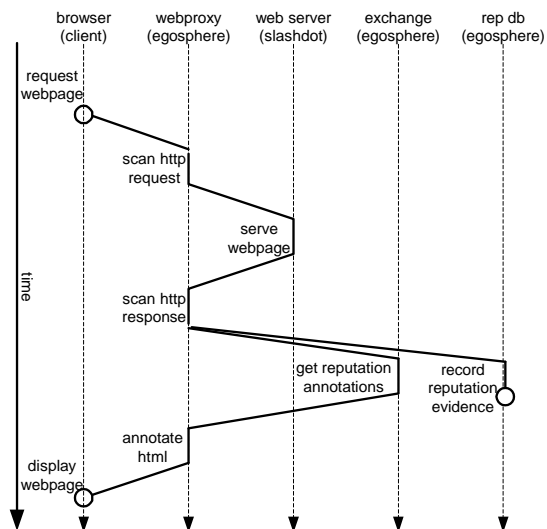 browser
(client)
webproxy
(egosphere)
web server
(slashdot)
exchange
(egosphere)
rep db
(egosphere)
request
webpage
scan http
request
serve
webpage
time
scan http
response
get reputation
annotations
record
reputation
evidence
annotate
html
display
webpage